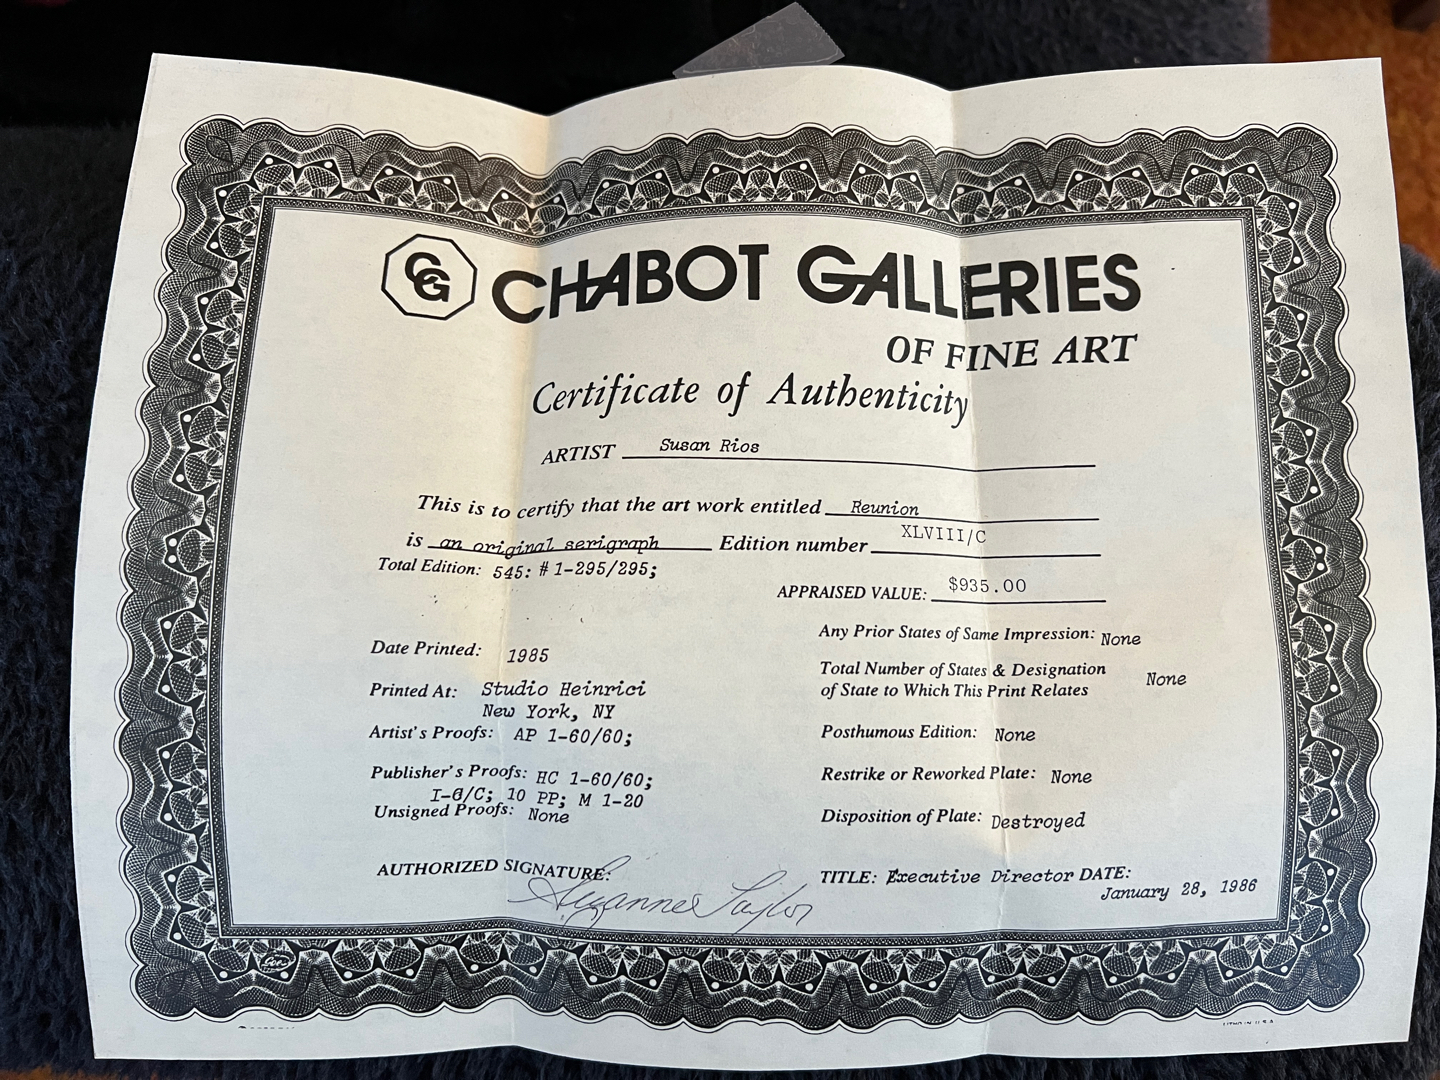 CG CHABOT GALLERIES
OF FINE ART
Certificate of Authenticity
ARTIST Susan Rios
This is to certify that the art work entitled Reunion
is an original serigraph Edition number XLVIII/C
Total Edition: 545: #1-295/295;
APPRAISED VALUE: $935.00
Date Printed: 1985
Printed At: Studio Heinrici
New York, NY
Artist's Proofs: AP 1-60/60;
Publisher's Proofs: HC 1-60/60;
10 PP; M 1-20
Unsigned Proofs: None
Any Prior States of Same Impression: None
Total Number of States & Designation
of State to Which This Print Relates None
Posthumous Edition: None
Restrike or Reworked Plate: None
Disposition of Plate: Destroyed
AUTHORIZED SIGNATURE: Suzanne Taylor
TITLE: Executive Director DATE:
January 28, 1986
LITHO IN U.S.A.